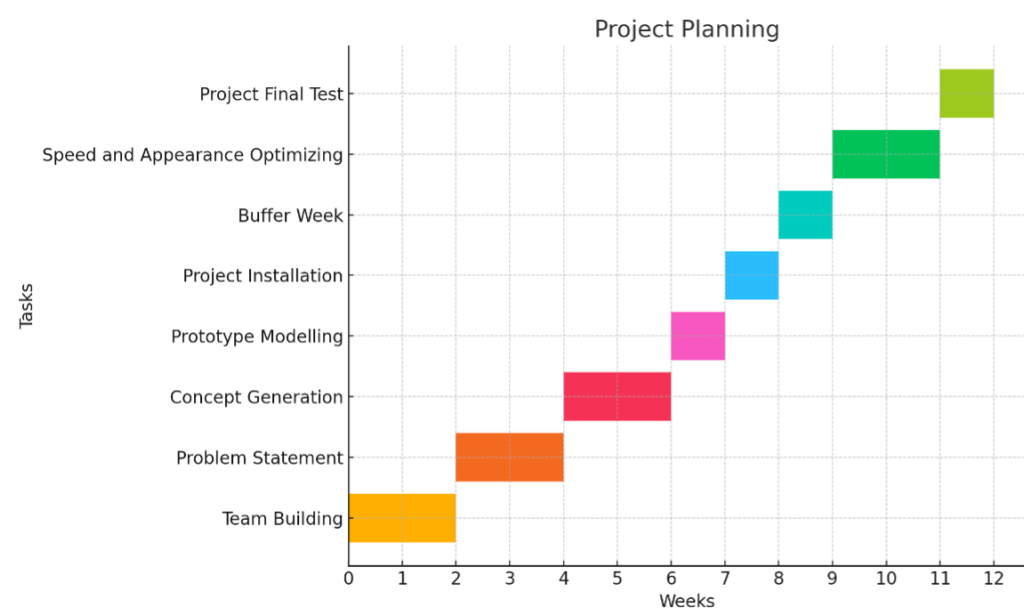 Project Planning
Project Final Test
Speed and Appearance Optimizing
Buffer Week
Project Installation
Tasks
Prototype Modelling
Concept Generation
Problem Statement
Team Building
0 1 2 3 4 5 6 7 8 9 10 11 12
Weeks